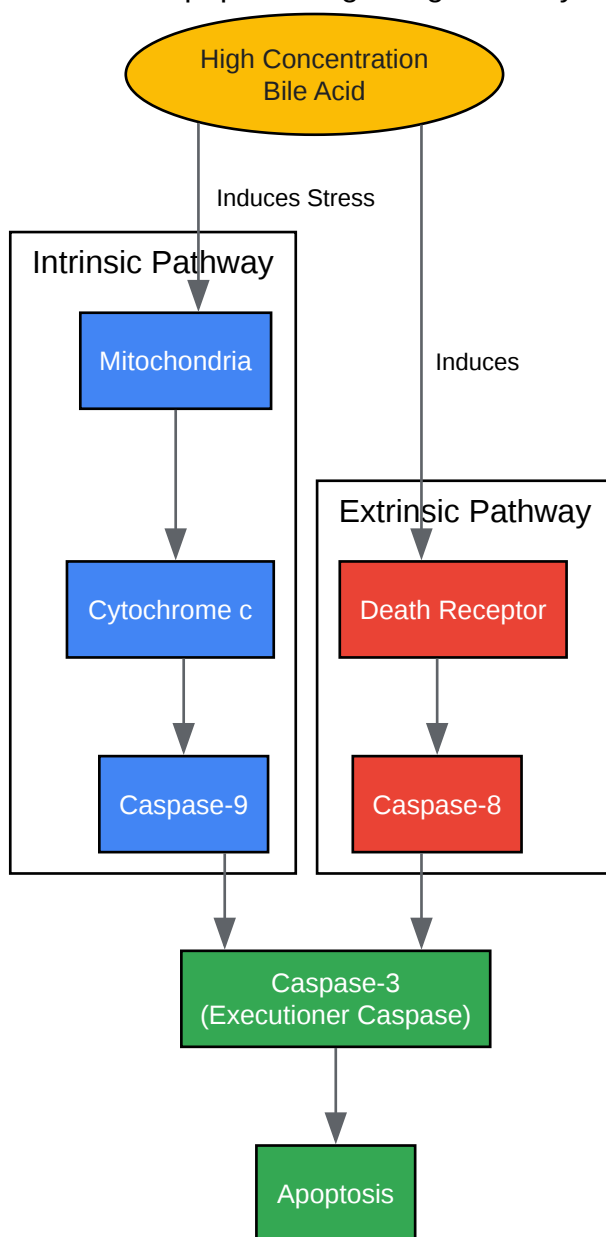 High Concentration
Bile Acid
Induces Stress
Intrinsic Pathway
Mitochondria
Induces
Extrinsic Pathway
Cytochrome c
Death Receptor
Caspase-9
Caspase-8
Caspase-3
(Executioner Caspase)
Apoptosis